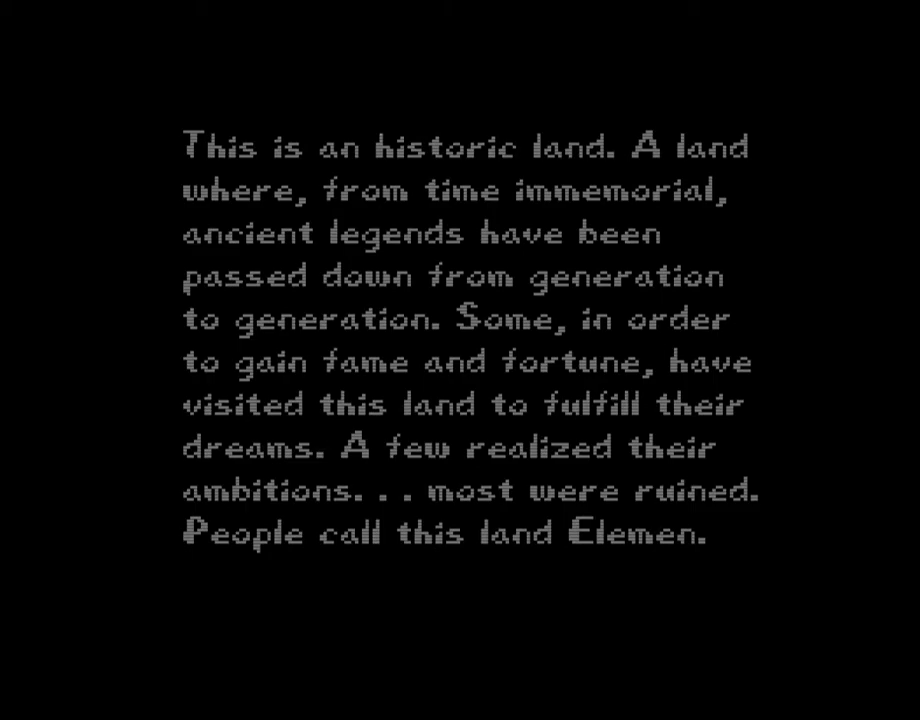 This is an historic land. A land
where, from time immemorial,
ancient legends have been
passed down from generation
to generation. Some, in order
to gain fame and fortune, have
visited this land to fulfill their
dreams. A few realized their
ambitions. . . most were ruined.
People call this land Elemen.